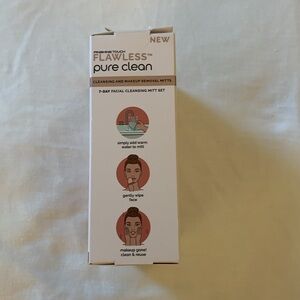 NEW
FINISHING TOUCH
FLAWLESS™
pure clean
CLEANSING AND MAKEUP REMOVAL MITTS
7-DAY FACIAL CLEANSING MITT SET
simply add warm
water to mitt
gently wipe
face
makeup gone!
clean & reuse